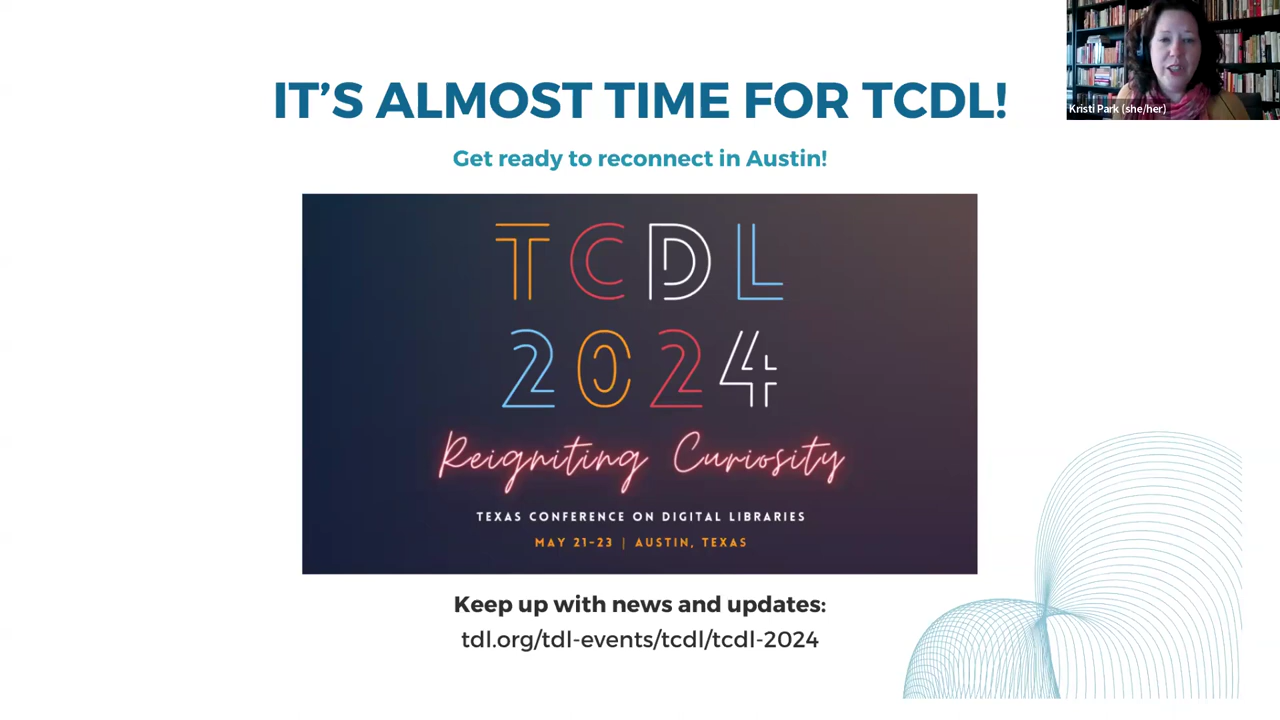 IT'S ALMOST TIME FOR TCDL!
Kristi Park (she/her)
Get ready to reconnect in Austin!
TCDL
2024
Reigniting Curiosity
TEXAS CONFERENCE ON DIGITAL LIBRARIES
MAY 21-23 | AUSTIN, TEXAS
Keep up with news and updates:
tdl.org/tdl-events/tcdl/tcdl-2024